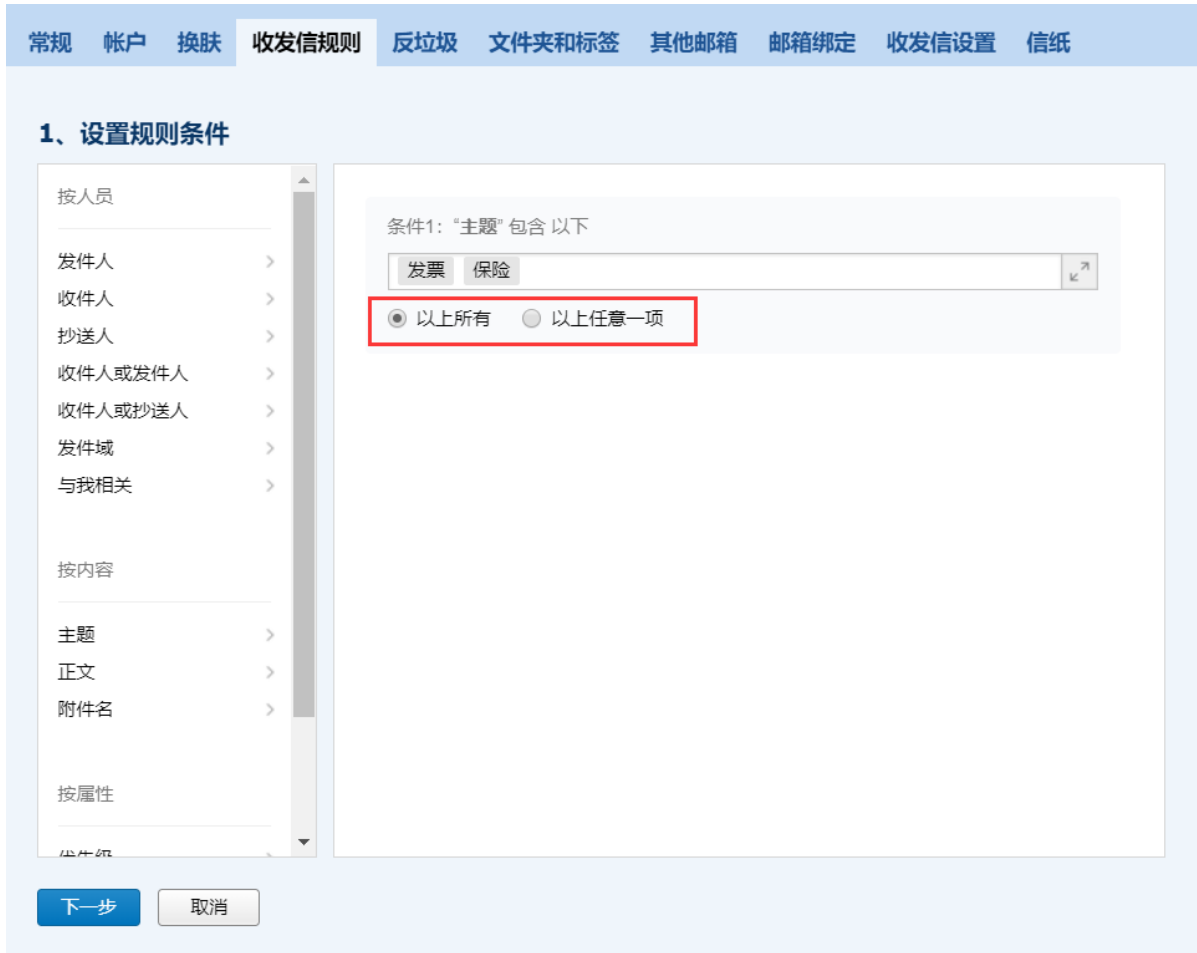 常规 帐户 换肤 收发信规则 反垃圾 文件夹和标签 其他邮箱 邮箱绑定 收发信设置 信纸
1、设置规则条件
按人员
发件人
收件人
抄送人
收件人或发件人
收件人或抄送人
发件域
与我相关
按内容
主题
正文
附件名
按属性
优先级
条件1：“主题” 包含 以下
发票 保险
以上所有 以上任意一项
下一步 取消